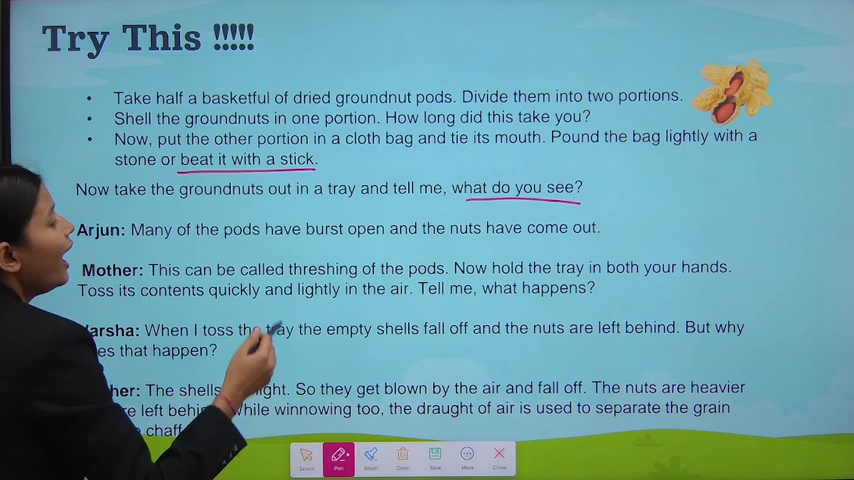 Try This !!!!!
• Take half a basketful of dried groundnut pods. Divide them into two portions.
• Shell the groundnuts in one portion. How long did this take you?
• Now, put the other portion in a cloth bag and tie its mouth. Pound the bag lightly with a
stone or beat it with a stick.
Now take the groundnuts out in a tray and tell me, what do you see?
Arjun: Many of the pods have burst open and the nuts have come out.
Mother: This can be called threshing of the pods. Now hold the tray in both your hands.
Toss its contents quickly and lightly in the air. Tell me, what happens?
Varsha: When I toss the tray the empty shells fall off and the nuts are left behind. But why
that happen?
The shells light. So they get blown by the air and fall off. The nuts are heavier
left behind While winnowing too, the draught of air is used to separate the grain
chaff
Select Pen Brush Clean Save More Close